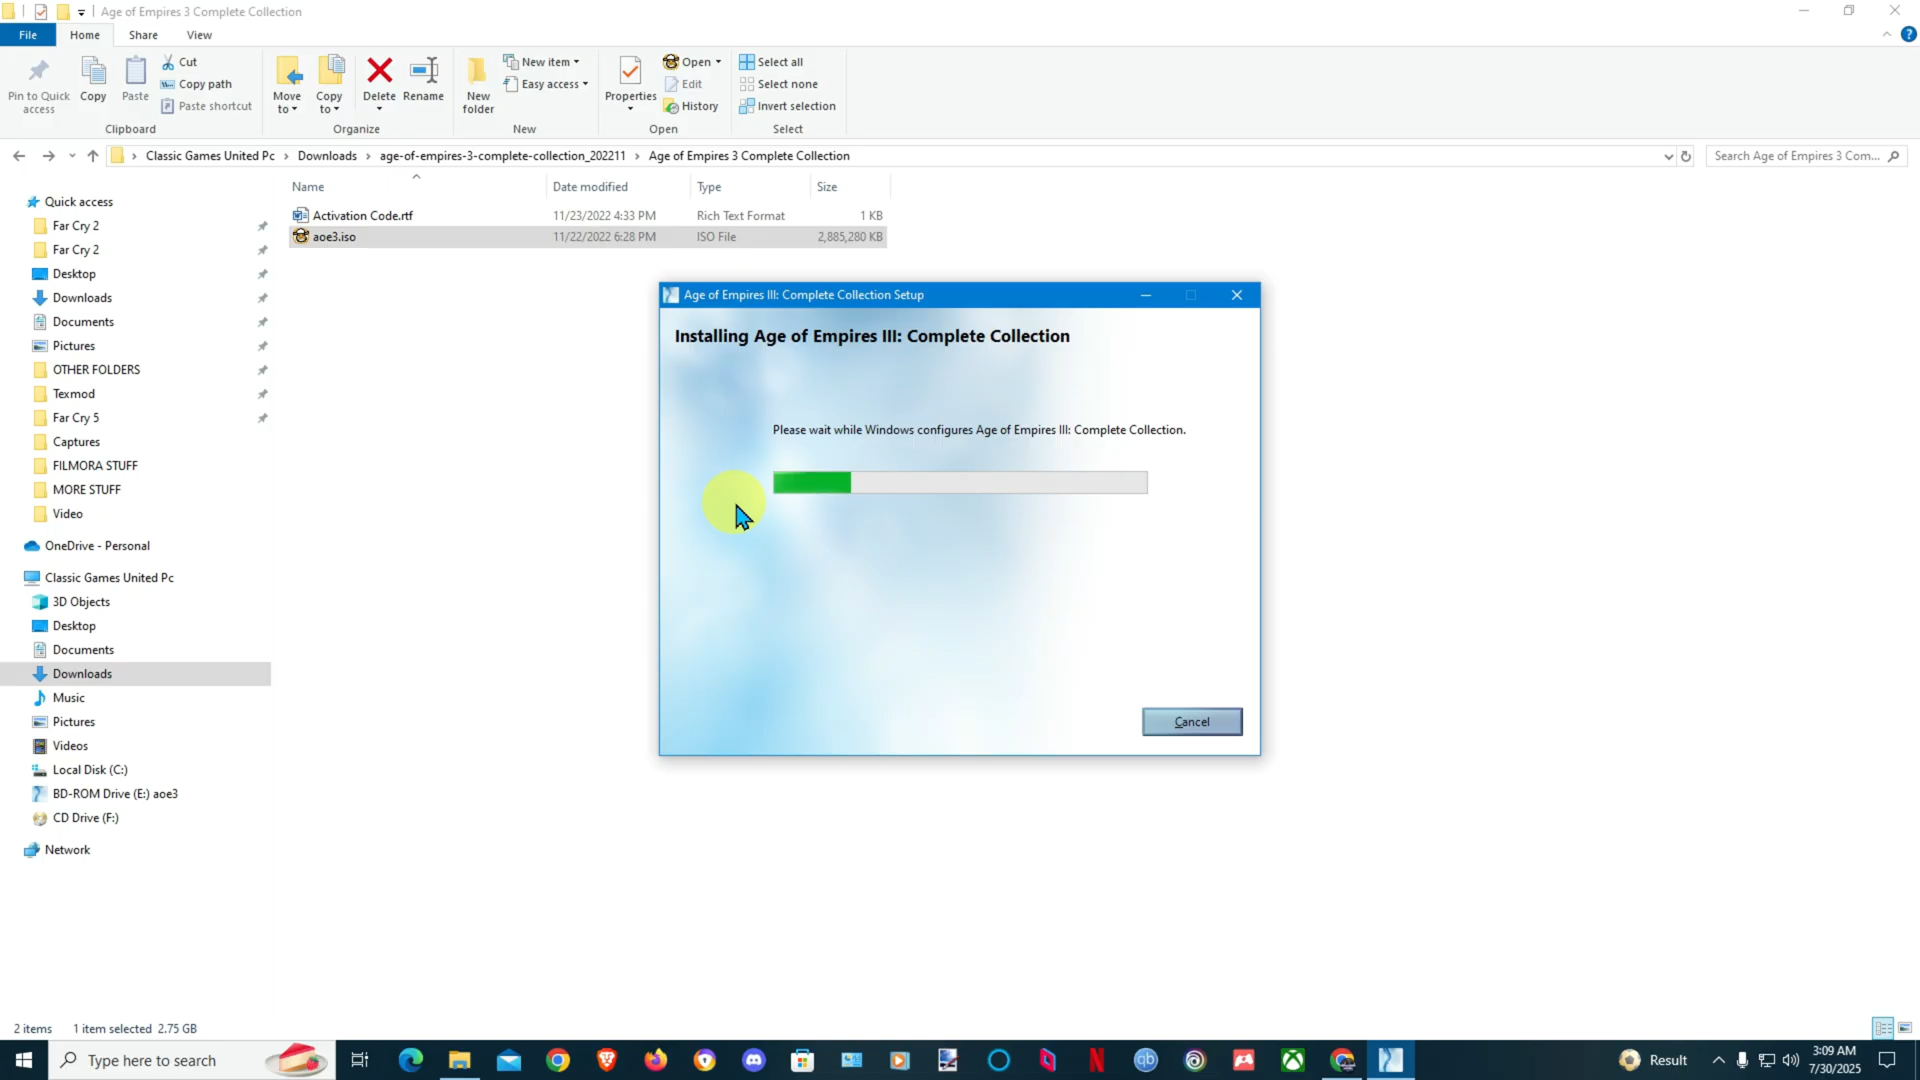 Age of Empires 3 Complete Collection
File Home Share View
Pin to Quick access
Copy
Paste
Cut
Copy path
Paste shortcut
Clipboard
Move to
Copy to
Delete
Rename
Organize
New folder
New item
Easy access
New
Properties
Open
Edit
History
Open
Select all
Select none
Invert selection
Select
Classic Games United Pc > Downloads > age-of-empires-3-complete-collection_202211 > Age of Empires 3 Complete Collection
Search Age of Empires 3 Com...
Name Date modified Type Size
Activation Code.rtf 11/23/2022 4:33 PM Rich Text Format 1 KB
aoe3.iso 11/22/2022 6:28 PM ISO File 2,885,280 KB
Quick access
Far Cry 2
Far Cry 2
Desktop
Downloads
Documents
Pictures
OTHER FOLDERS
Texmod
Far Cry 5
Captures
FILMORA STUFF
MORE STUFF
Video
OneDrive - Personal
Classic Games United Pc
3D Objects
Desktop
Documents
Downloads
Music
Pictures
Videos
Local Disk (C:)
BD-ROM Drive (E:) aoe3
CD Drive (F:)
Network
Age of Empires III: Complete Collection Setup
Installing Age of Empires III: Complete Collection
Please wait while Windows configures Age of Empires III: Complete Collection.
Cancel
2 items 1 item selected 2.75 GB
Type here to search
qb
Result
3:09 AM
7/30/2025